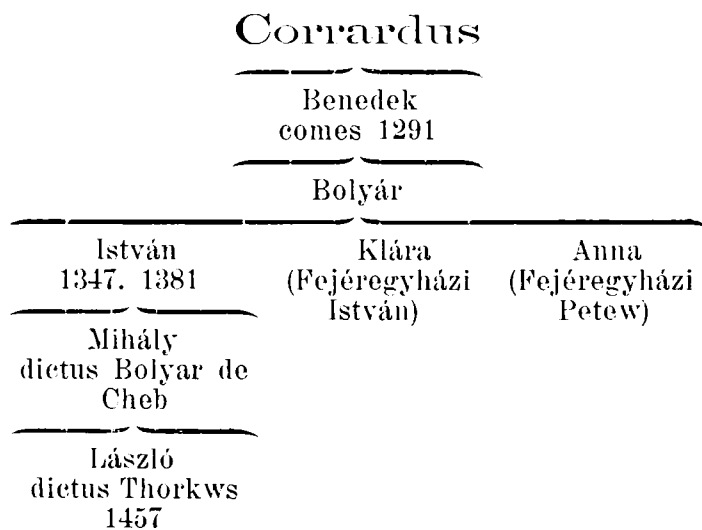 Corrardus
Benedek
comes 1291
Bolyár
István
1347. 1381
Klára
(Fejéregyházi
István)
Anna
(Fejéregyházi
Petew)
Mihály
dictus Bolyar de
Cheb
László
dictus Thorkws
1457